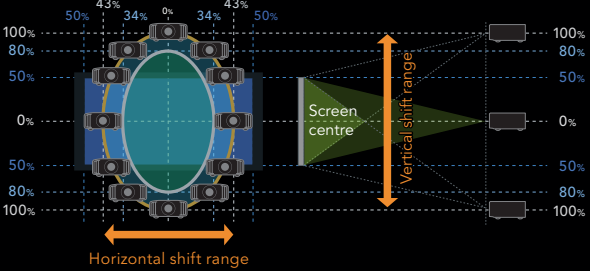 43% 0% 43%
50% 34% 34% 50%
100% 100%
80% 80%
50% 50%
0% Screen centre 0%
Vertical shift range
50% 50%
80% 80%
100% 100%
Horizontal shift range